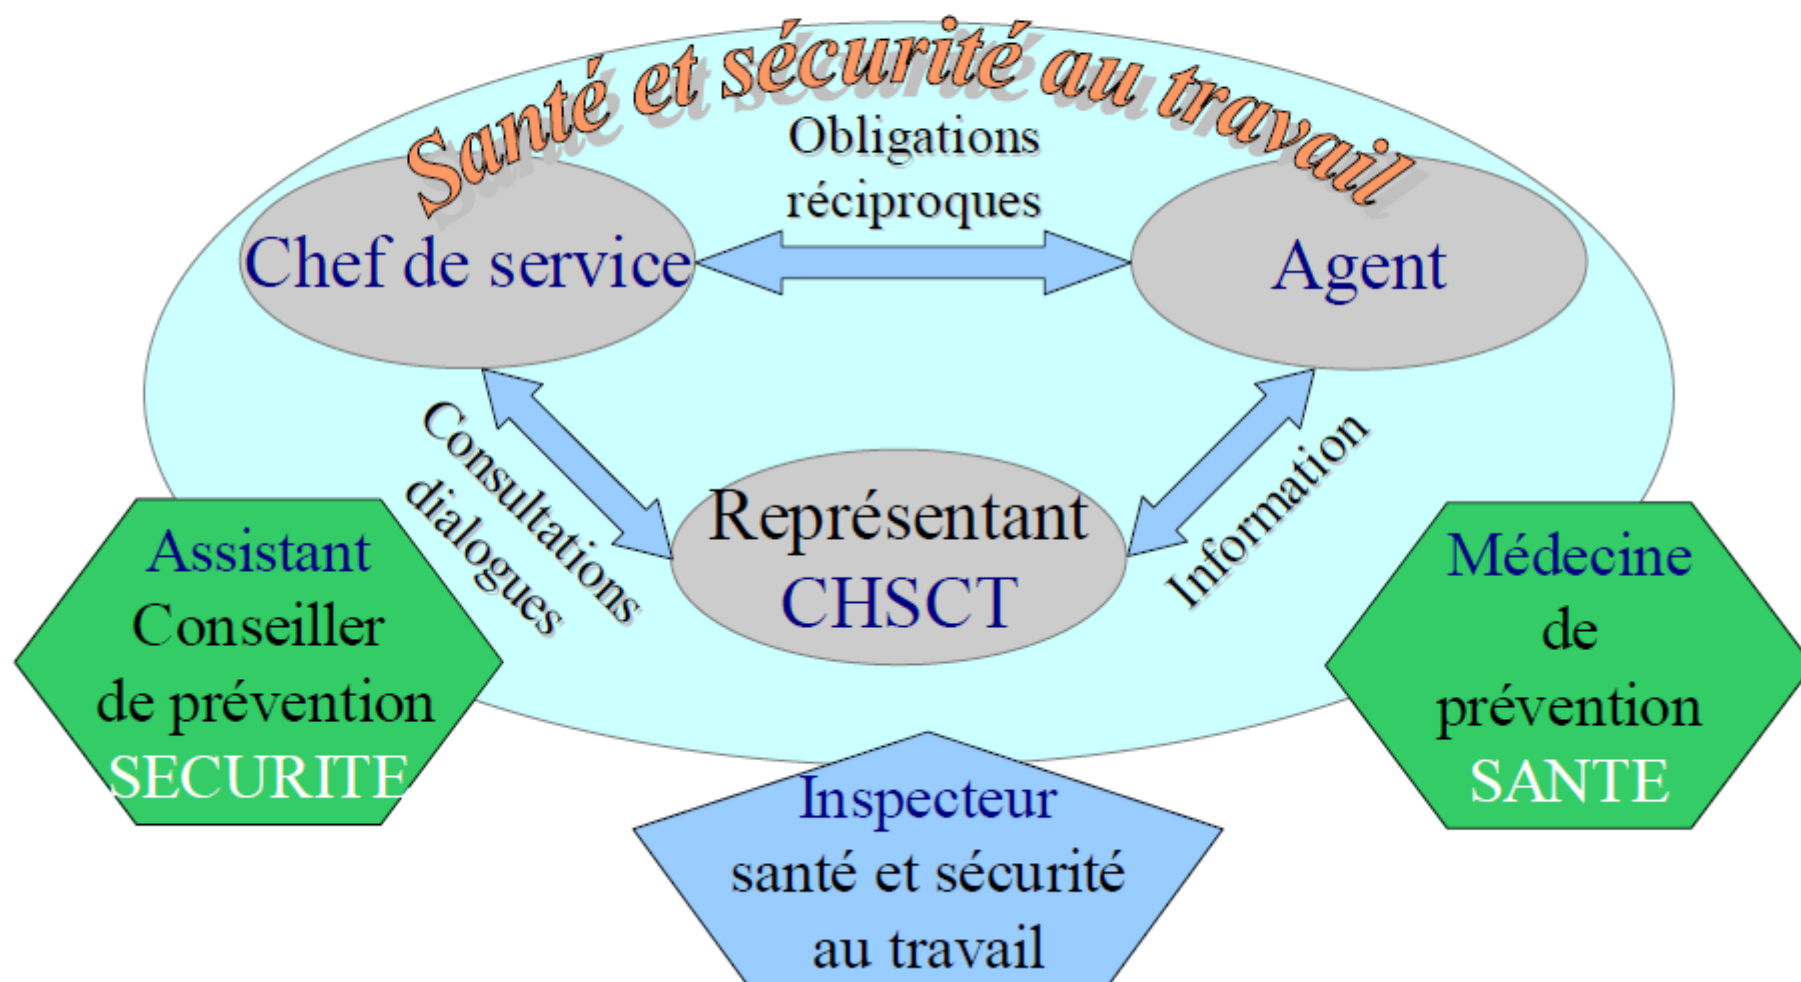 Santé et sécurité au travail
Obligations
réciproques
Chef de service
Agent
Consultations
dialogues
Information
Représentant
CHSCT
Assistant
Conseiller
de prévention
SECURITE
Médecine
de
prévention
SANTE
Inspecteur
santé et sécurité
au travail